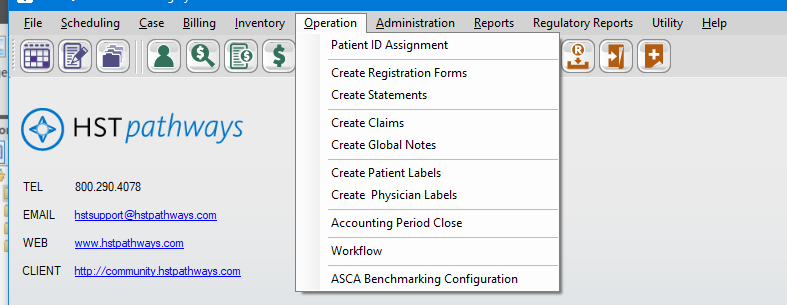 File Scheduling Case Billing Inventory Operation Administration Reports Regulatory Reports Utility Help
Patient ID Assignment
Create Registration Forms
Create Statements
Create Claims
Create Global Notes
Create Patient Labels
Create Physician Labels
Accounting Period Close
Workflow
ASCA Benchmarking Configuration
HSTpathways
TEL 800.290.4078
EMAIL hstsupport@hstpathways.com
WEB www.hstpathways.com
CLIENT http://community.hstpathways.com